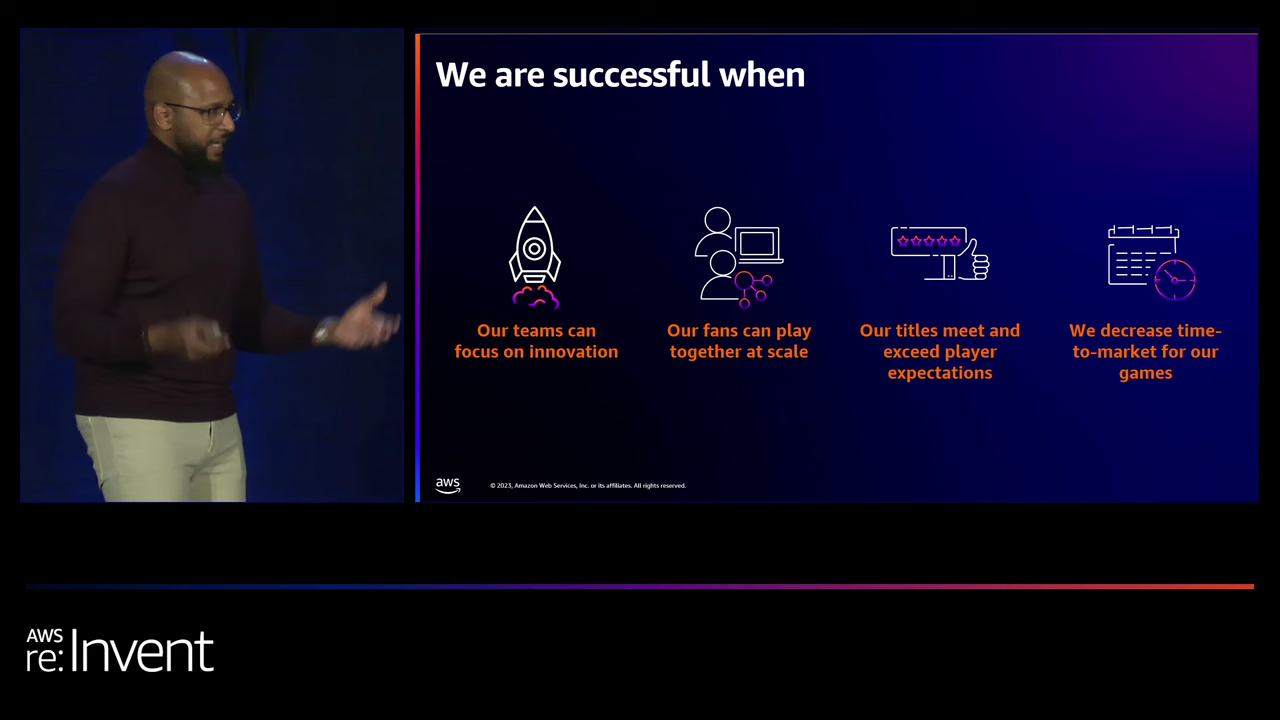 We are successful when
Our teams can
focus on innovation
Our fans can play
together at scale
Our titles meet and
exceed player
expectations
We decrease time-
to-market for our
games
aws
© 2023, Amazon Web Services, Inc. or its affiliates. All rights reserved.
AWS
re:Invent